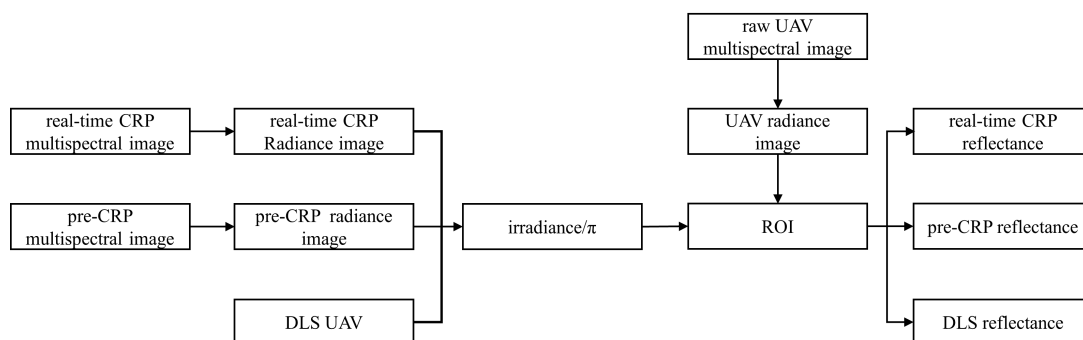 raw UAV
multispectral image
real-time CRP
multispectral image
real-time CRP
Radiance image
UAV radiance
image
real-time CRP
reflectance
pre-CRP
multispectral image
pre-CRP radiance
image
irradiance/π
ROI
pre-CRP reflectance
DLS UAV
DLS reflectance